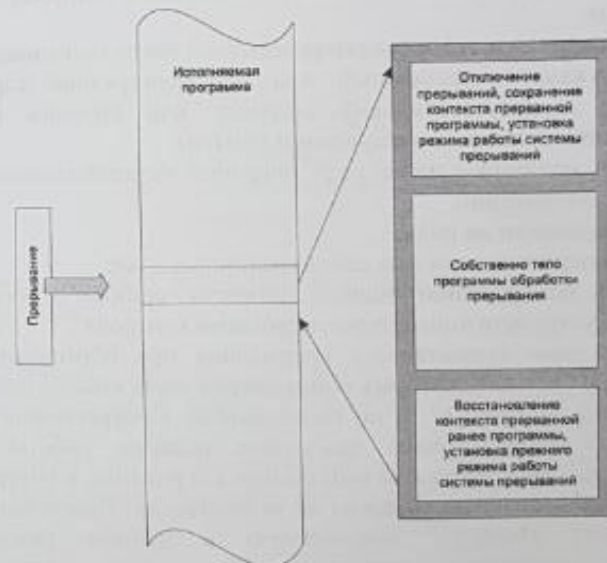 Исполняемая
программа
Прерывание
Отключение
прерываний, сохранение
контекста прерванной
программы, установка
режима работы системы
прерываний
Собственно тело
программы обработки
прерывания
Восстановление
контекста прерванной
ранее программы,
установка прежнего
режима работы
системы прерываний